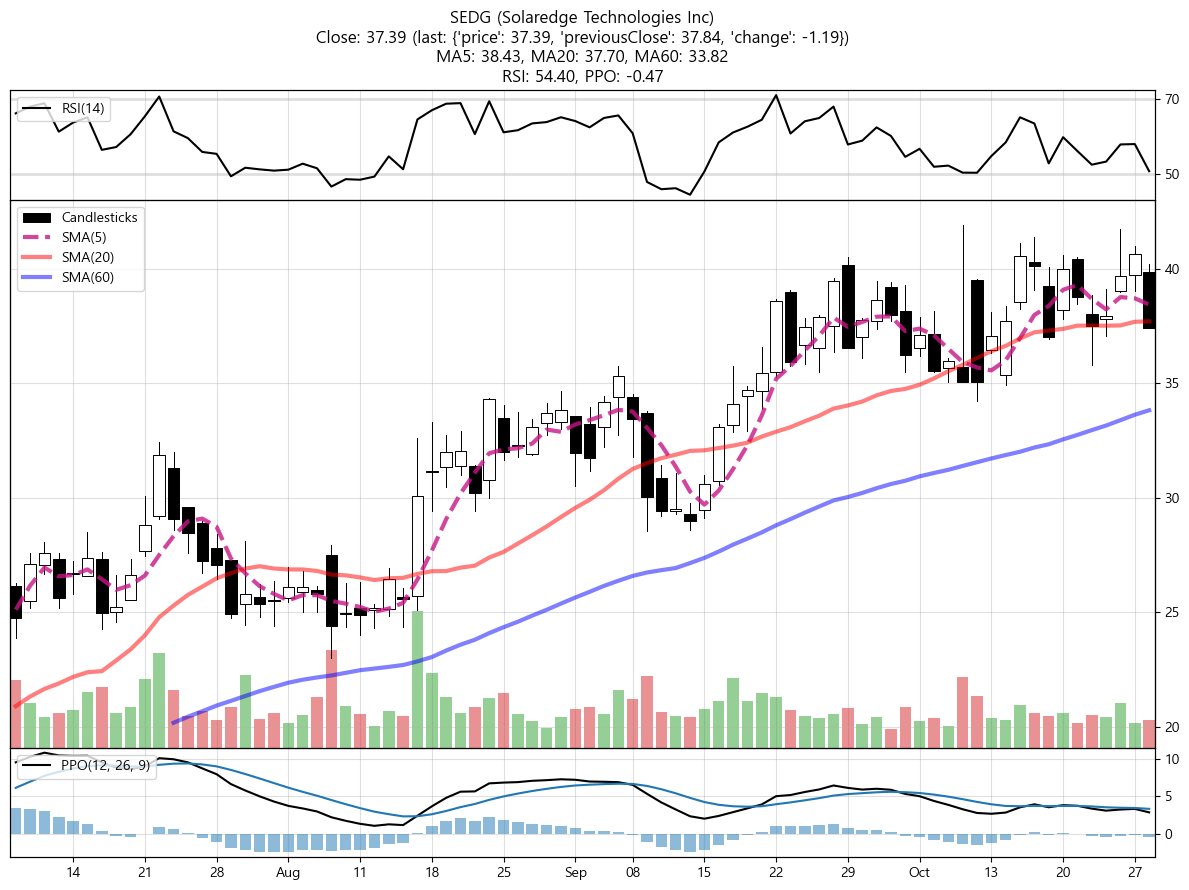 SEDG (Solaredge Technologies Inc)
Close: 37.39 (last: {'price': 37.39, 'previousClose': 37.84, 'change': -1.19})
MA5: 38.43, MA20: 37.70, MA60: 33.82
RSI: 54.40, PPO: -0.47
RSI(14)
70
50
Candlesticks
SMA(5)
SMA(20)
SMA(60)
40
35
30
25
20
PPO(12, 26, 9)
10
5
0
14 21 28 Aug 11 18 25 Sep 08 15 22 29 Oct 13 20 27